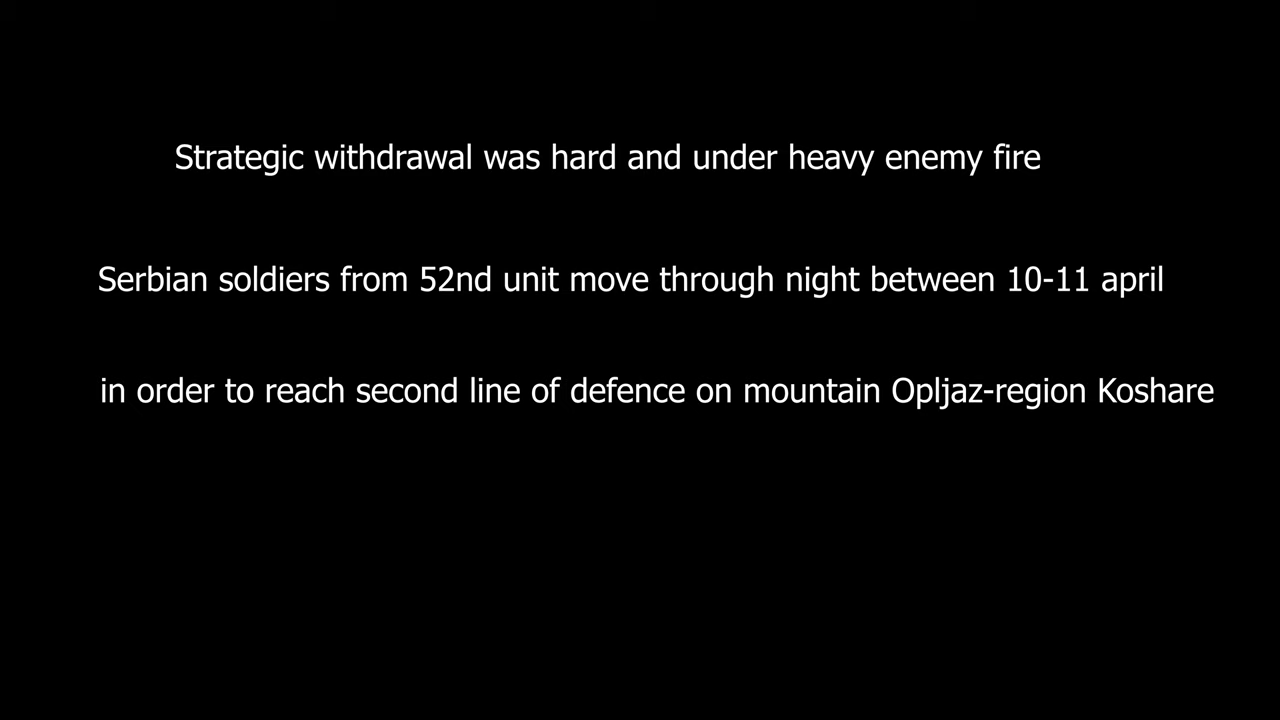 Strategic withdrawal was hard and under heavy enemy fire
Serbian soldiers from 52nd unit move through night between 10-11 april
in order to reach second line of defence on mountain Opljaz-region Koshare